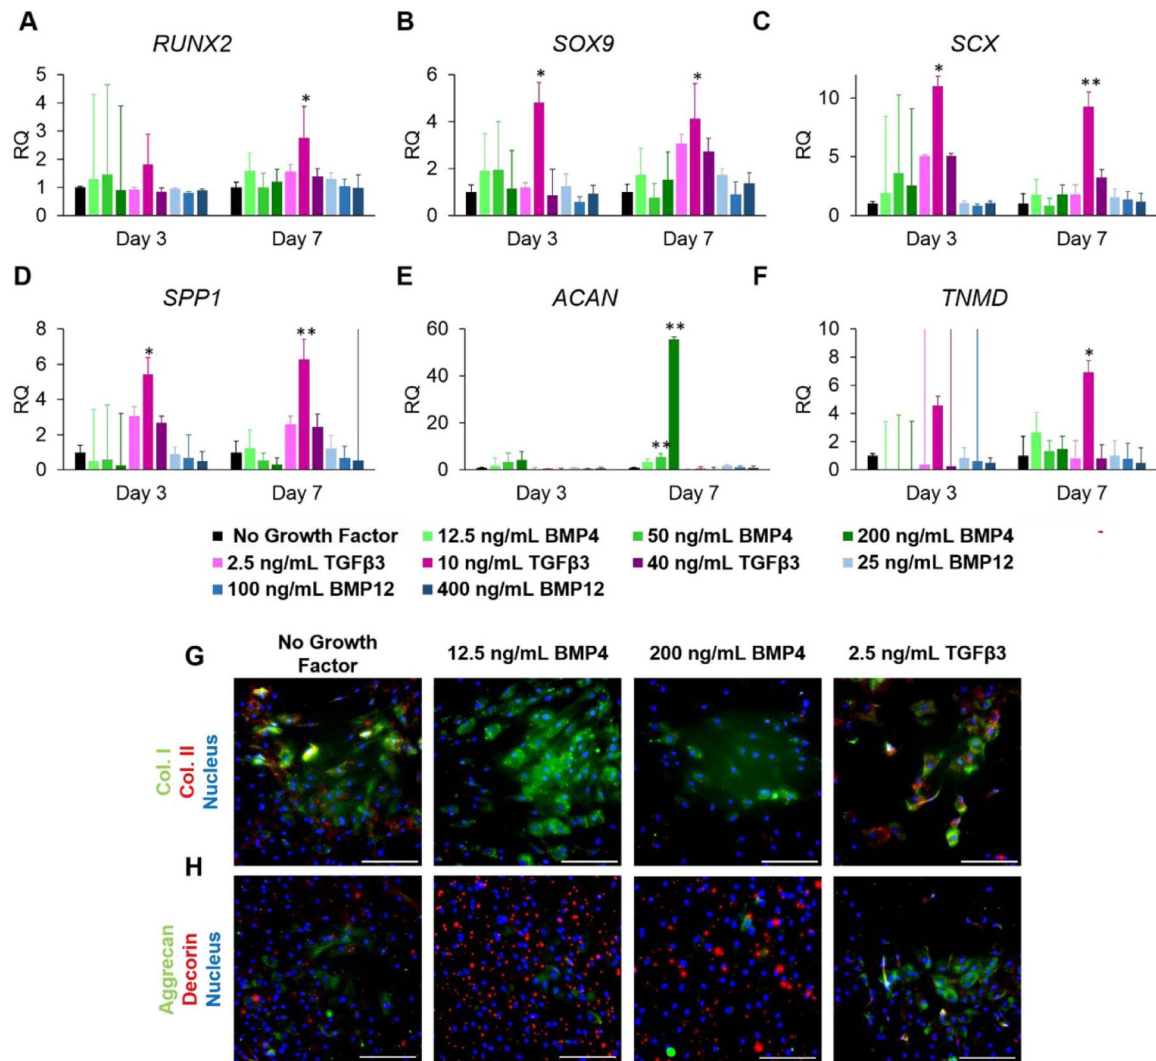 A
RUNX2
B
SOX9
C
SCX
5
4
3
2
1
0
RQ
*
Day 3
Day 7
6
4
2
0
RQ
*
*
Day 3
Day 7
10
5
0
RQ
*
**
Day 3
Day 7
D
SPP1
E
ACAN
F
TNMD
8
6
4
2
0
RQ
*
**
Day 3
Day 7
60
40
20
0
RQ
**
**
Day 3
Day 7
10
8
6
4
2
0
RQ
*
Day 3
Day 7
No Growth Factor
12.5 ng/mL BMP4
50 ng/mL BMP4
200 ng/mL BMP4
2.5 ng/mL TGFβ3
10 ng/mL TGFβ3
40 ng/mL TGFβ3
25 ng/mL BMP12
100 ng/mL BMP12
400 ng/mL BMP12
G
No Growth
Factor
12.5 ng/mL BMP4
200 ng/mL BMP4
2.5 ng/mL TGFβ3
Col. I
Col. II
Nucleus
H
Aggrecan
Decorin
Nucleus